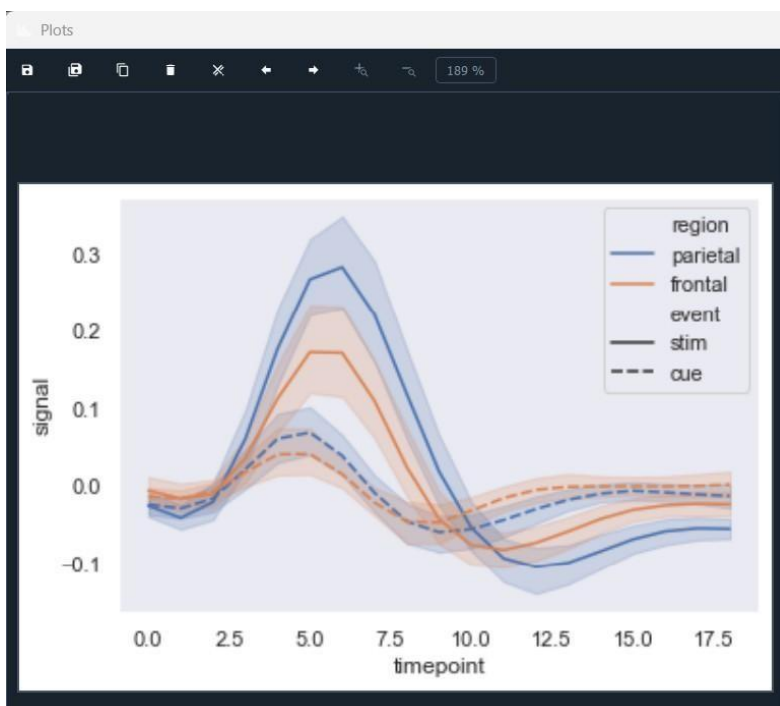 Plots
189 %
region
parietal
frontal
event
stim
cue
0.3
0.2
0.1
0.0
−0.1
signal
0.0 2.5 5.0 7.5 10.0 12.5 15.0 17.5
timepoint